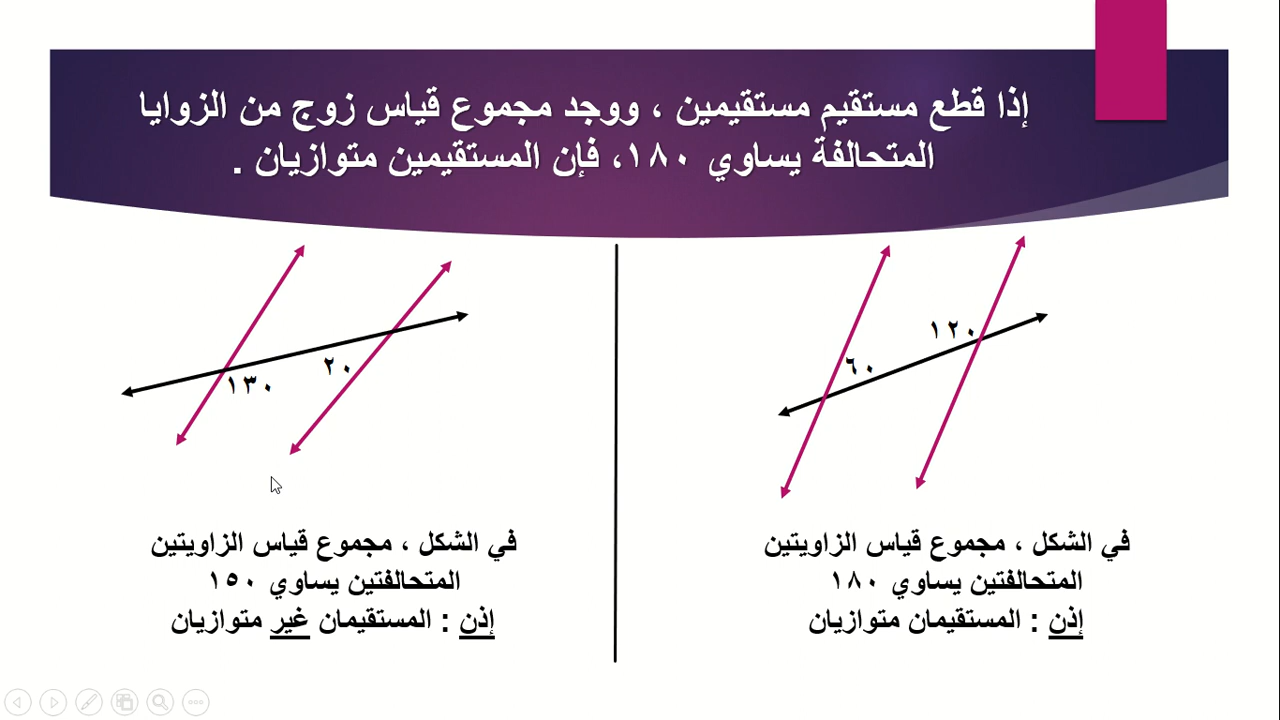 إذا قطع مستقيم مستقيمين ، ووجد مجموع قياس زوج من الزوايا
المتحالفة يساوي ١٨٠، فإن المستقيمين متوازيان .
١٢٠
٦٠
في الشكل ، مجموع قياس الزاويتين
المتحالفتين يساوي ١٨٠
إذن : المستقيمان متوازيان
٢٠
١٣٠
في الشكل ، مجموع قياس الزاويتين
المتحالفتين يساوي ١٥٠
إذن : المستقيمان غير متوازيان